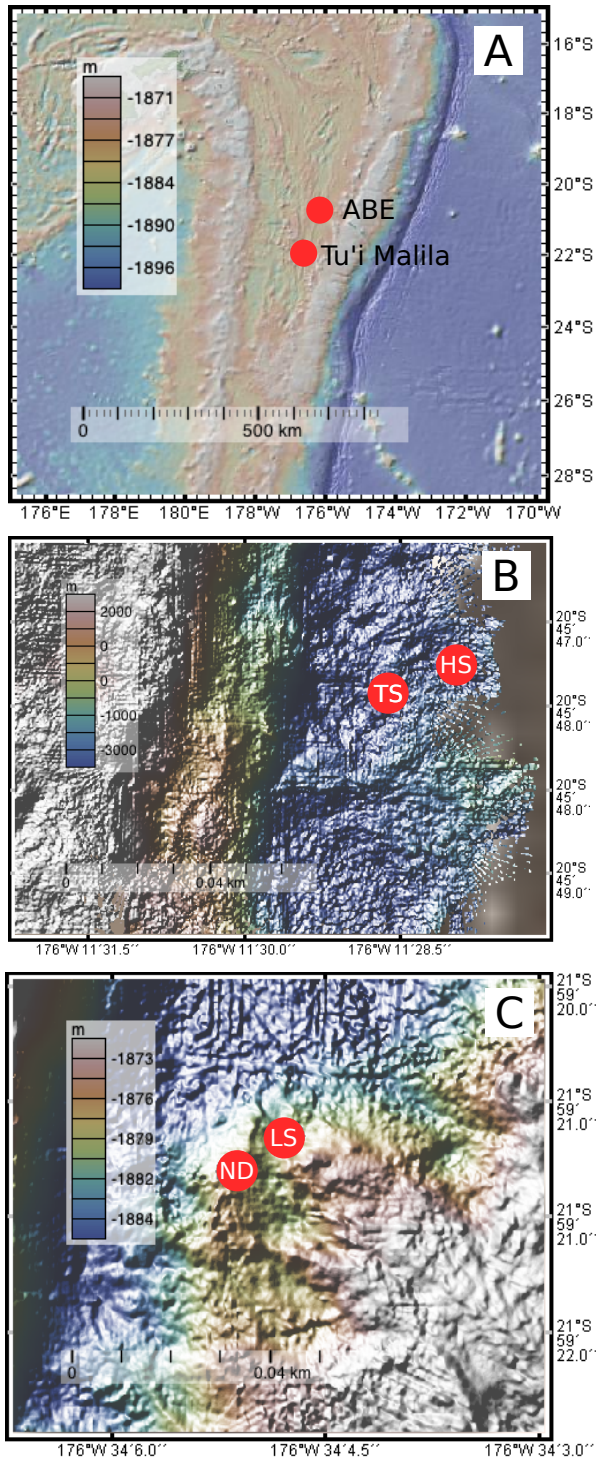 A
m
-1871
-1877
-1884
-1890
-1896
ABE
Tu'i Malila
0 500 km
16°S
18°S
20°S
22°S
24°S
26°S
28°S
176°E 178°E 180°E 178°W 176°W 174°W 172°W 170°W
B
m
2000
0
-1000
-3000
HS
TS
0 0.04 km
20°S
45´
47.0´´
20°S
45´
48.0´´
20°S
45´
48.0´´
20°S
45´
49.0´´
176°W 11´31.5´´ 176°W 11´30.0´´ 176°W 11´28.5´´
C
m
-1873
-1876
-1879
-1882
-1884
LS
ND
0 0.04 km
21°S
59´
20.0´´
21°S
59´
21.0´´
21°S
59´
21.0´´
21°S
59´
22.0´´
176°W 34´6.0´´ 176°W 34´4.5´´ 176°W 34´3.0´´